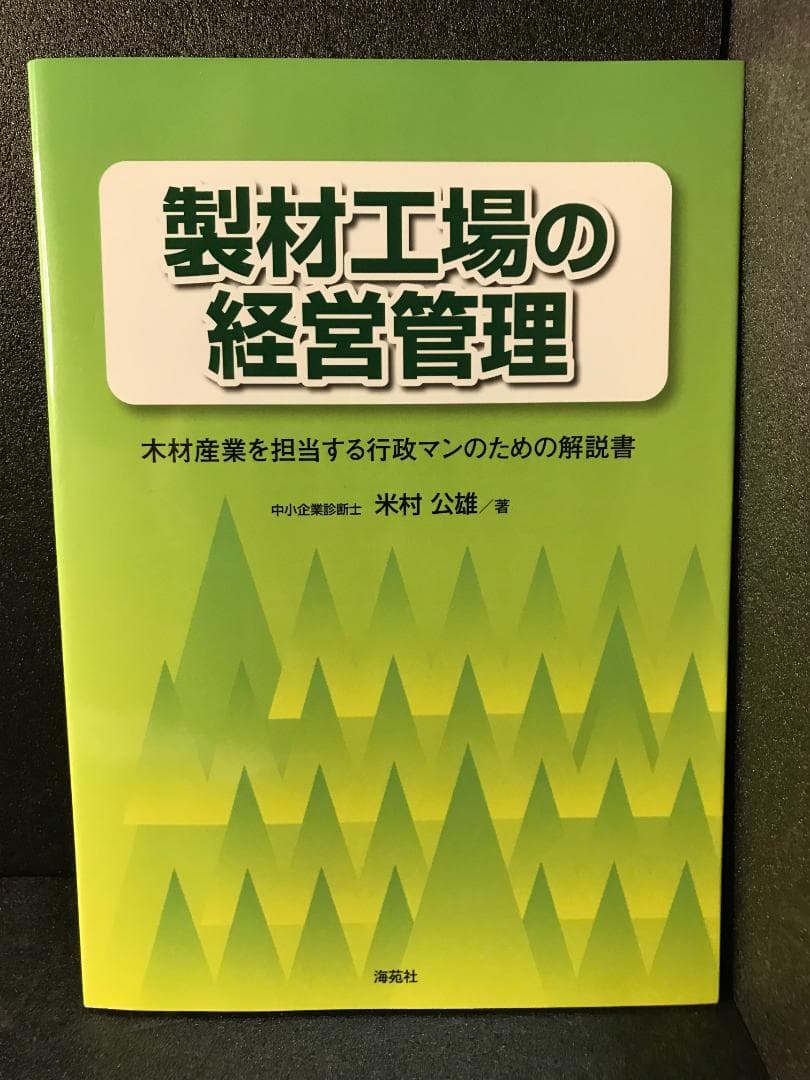 製材工場の
経営管理
木材産業を担当する行政マンのための解説書
中小企業診断士 米村 公雄/著
海苑社